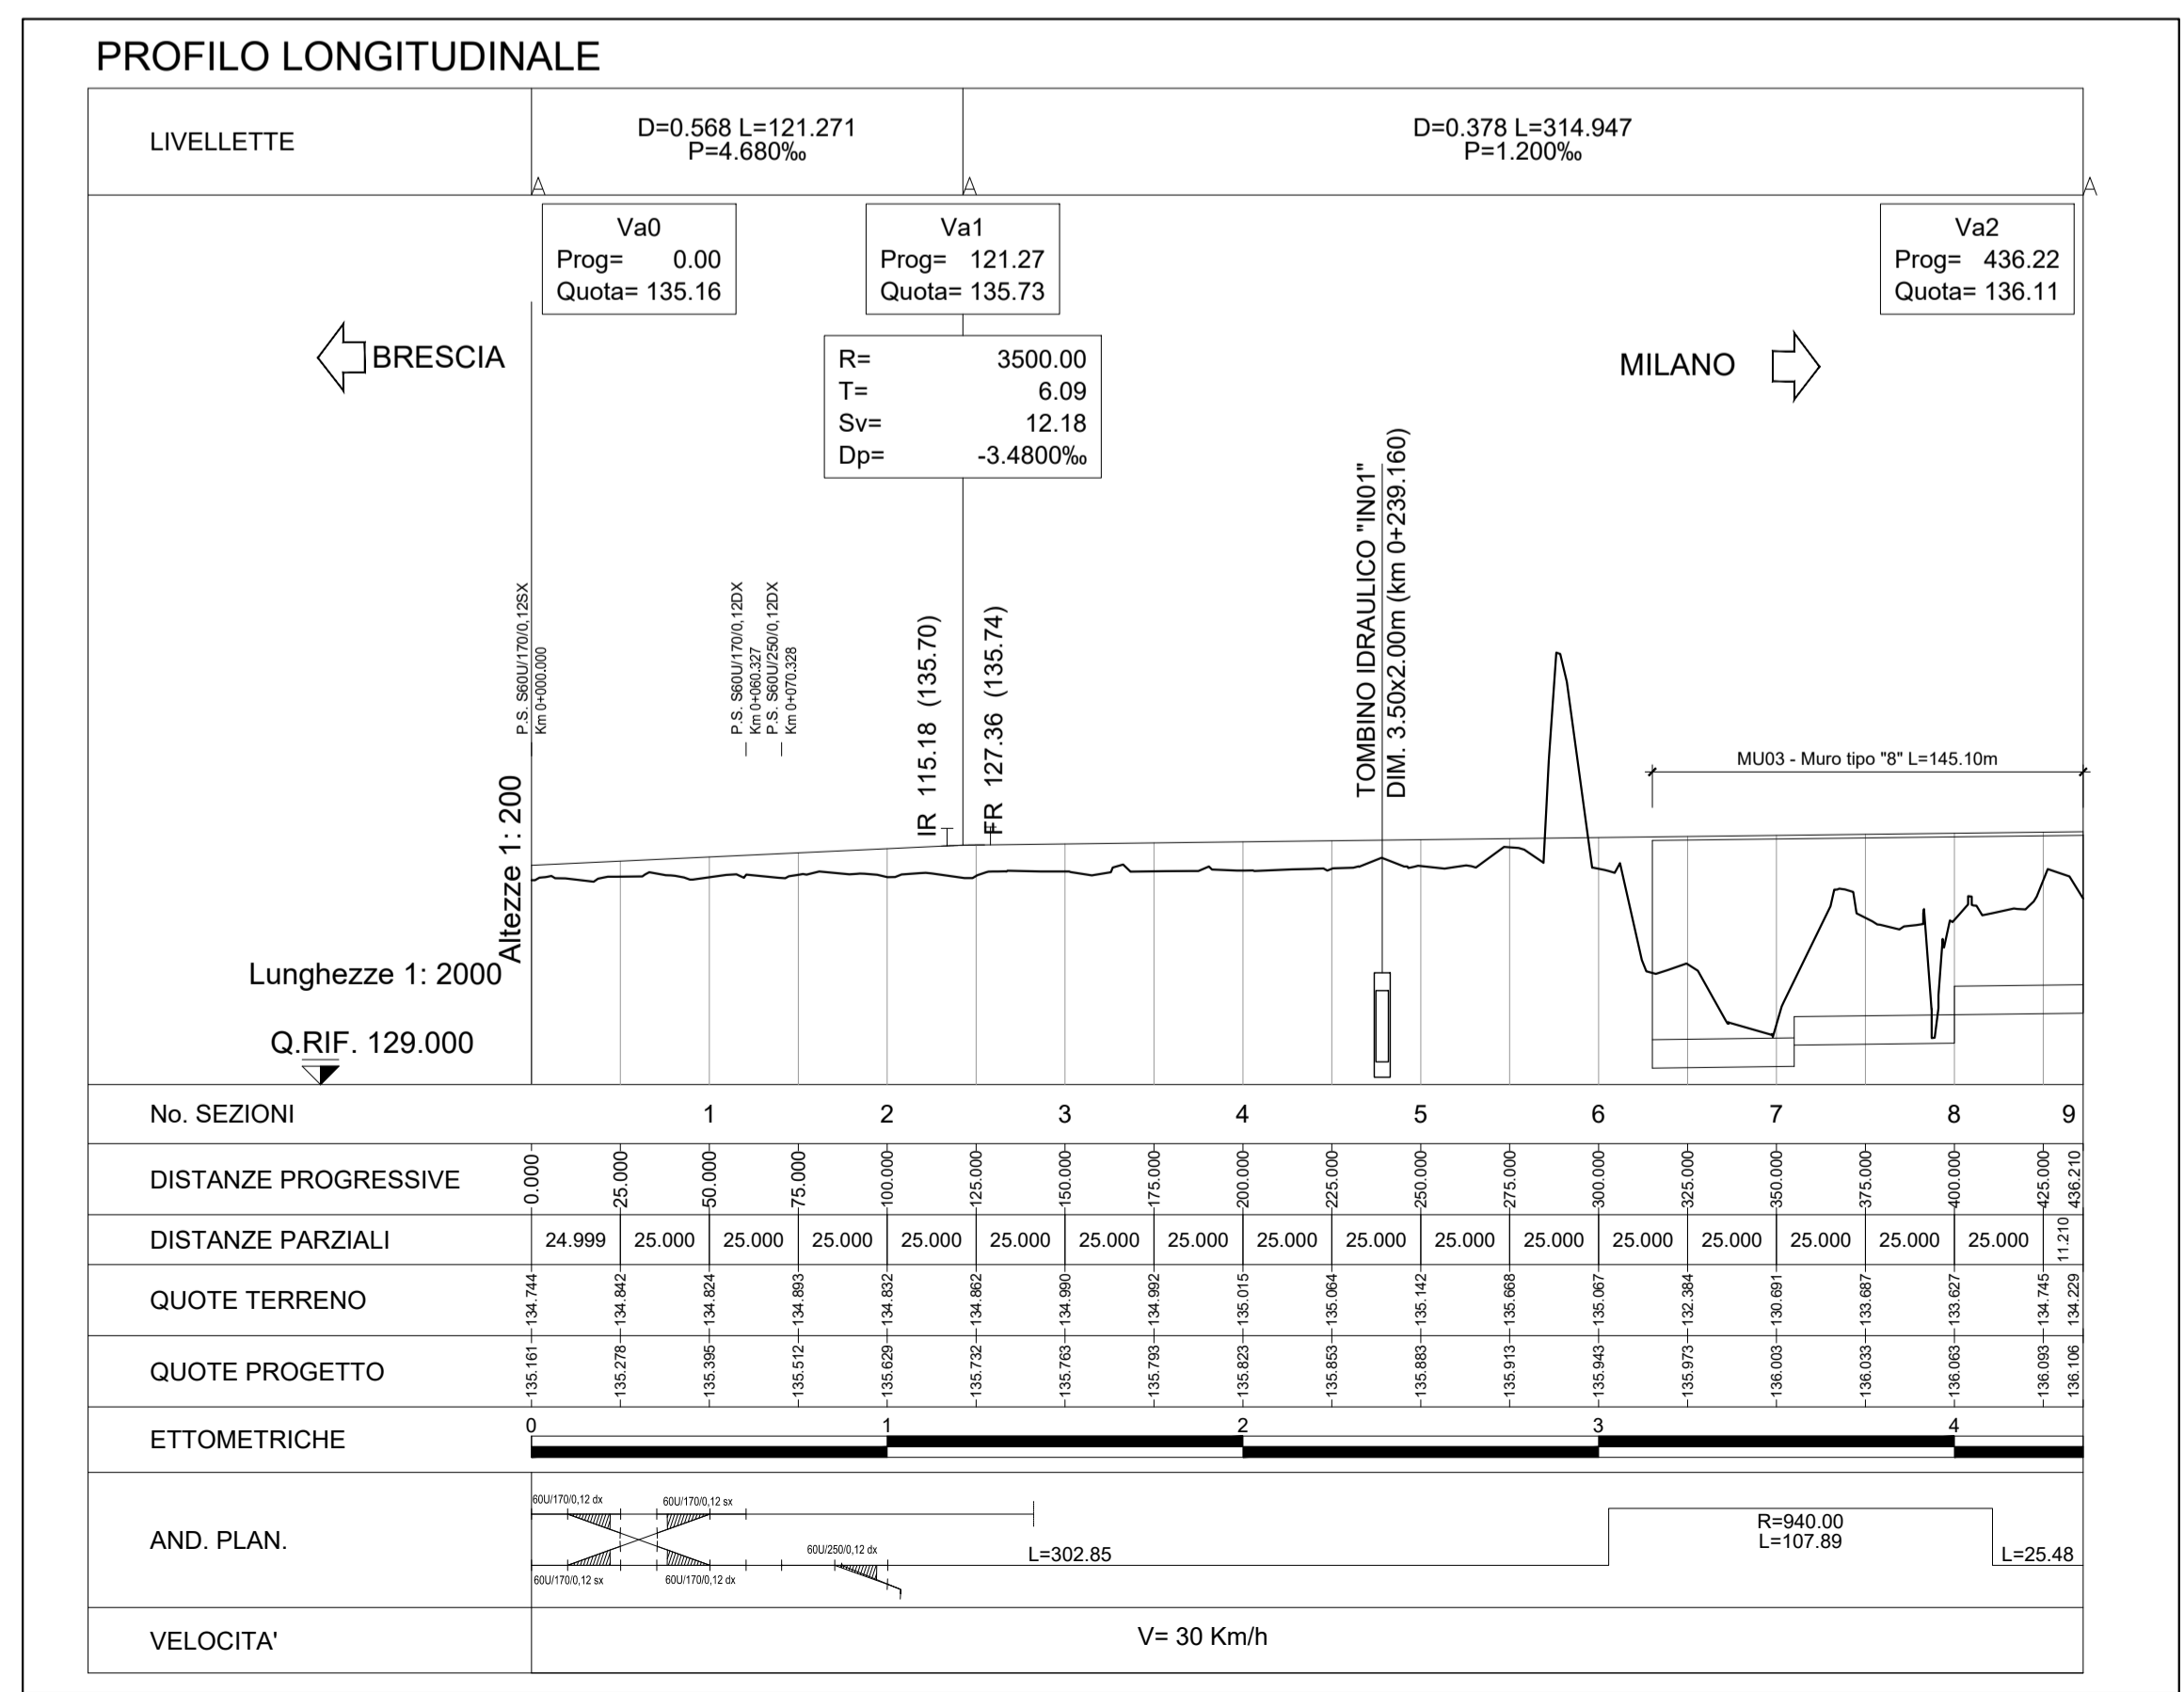 PROFILO LONGITUDINALE
LIVELLETTE
D=0.568 L=121.271
P=4.680‰
D=0.378 L=314.947
P=1.200‰
A
A
A
Va0
Prog= 0.00
Quota= 135.16
Va1
Prog= 121.27
Quota= 135.73
Va2
Prog= 436.22
Quota= 136.11
BRESCIA
MILANO
R= 3500.00
T= 6.09
Sv= 12.18
Dp= -3.4800‰
P.S. S60U/170/0,12SX
Km 0+000.000
P.S. S60U/170/0,12DX
Km 0+060.327
P.S. S60U/250/0,12DX
Km 0+070.328
IR 115.18 (135.70)
FR 127.36 (135.74)
TOMBINO IDRAULICO "IN01"
DIM. 3.50x2.00m (km 0+239.160)
MU03 - Muro tipo "8" L=145.10m
Altezze 1: 200
Lunghezze 1: 2000
Q.RIF. 129.000
No. SEZIONI 1 2 3 4 5 6 7 8 9
DISTANZE PROGRESSIVE 0.000 25.000 50.000 75.000 100.000 125.000 150.000 175.000 200.000 225.000 250.000 275.000 300.000 325.000 350.000 375.000 400.000 425.000 436.210
DISTANZE PARZIALI 24.999 25.000 25.000 25.000 25.000 25.000 25.000 25.000 25.000 25.000 25.000 25.000 25.000 25.000 25.000 25.000 25.000 11.210
QUOTE TERRENO 134.744 134.842 134.824 134.893 134.832 134.862 134.990 134.992 135.015 135.064 135.142 135.668 135.067 132.384 130.691 133.687 133.627 134.745 134.229
QUOTE PROGETTO 135.161 135.278 135.395 135.512 135.629 135.732 135.763 135.793 135.823 135.853 135.883 135.913 135.943 135.973 136.003 136.033 136.063 136.093 136.106
ETTOMETRICHE 0 1 2 3 4
AND. PLAN.
60U/170/0,12 dx
60U/170/0,12 sx
60U/170/0,12 sx
60U/170/0,12 dx
60U/250/0,12 dx
L=302.85
R=940.00
L=107.89
L=25.48
VELOCITA'
V= 30 Km/h